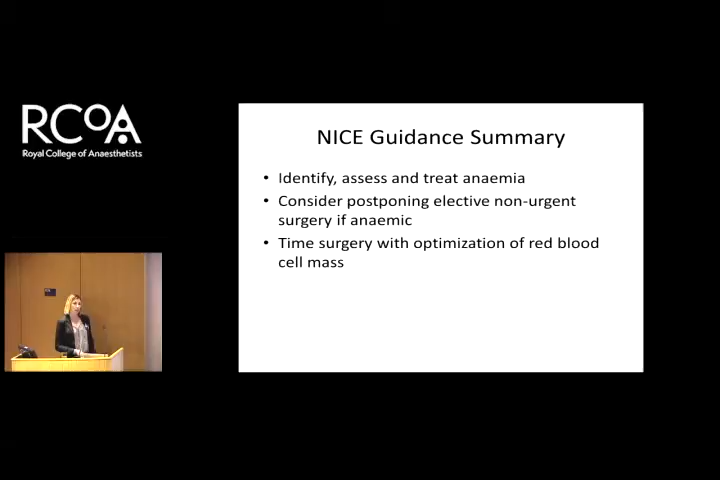 RCOA
Royal College of Anaesthetists
NICE Guidance Summary
• Identify, assess and treat anaemia
• Consider postponing elective non-urgent
surgery if anaemic
• Time surgery with optimization of red blood
cell mass